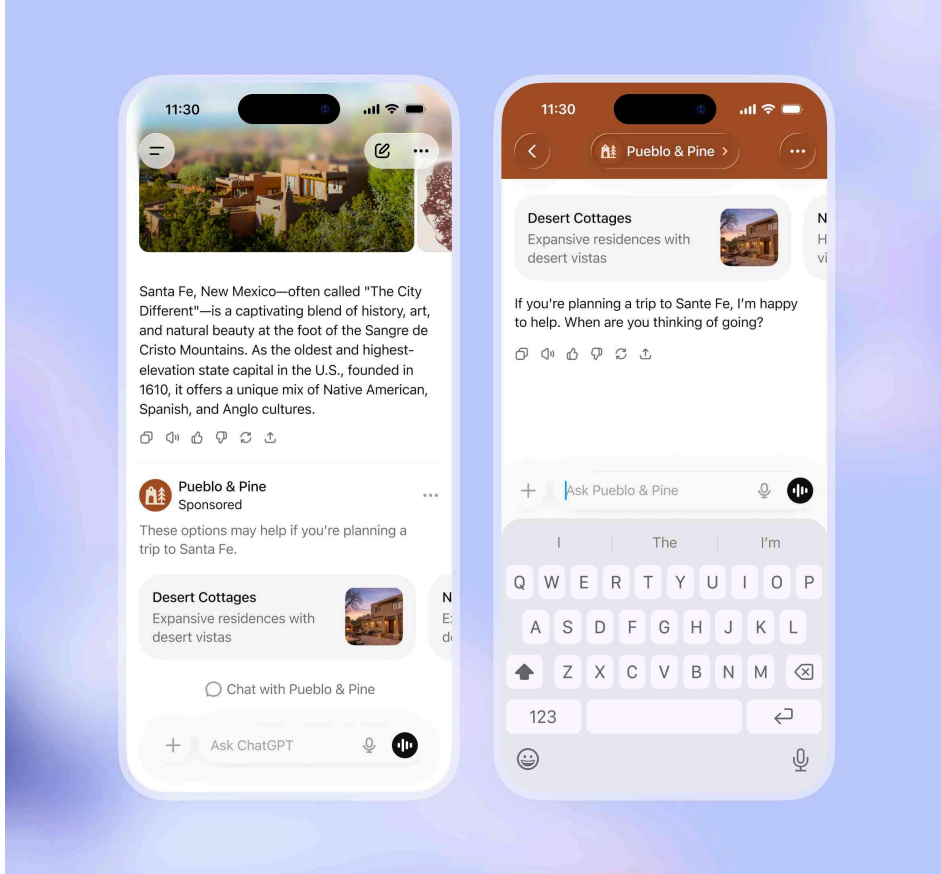 11:30
Santa Fe, New Mexico—often called "The City
Different"—is a captivating blend of history, art,
and natural beauty at the foot of the Sangre de
Cristo Mountains. As the oldest and highest-
elevation state capital in the U.S., founded in
1610, it offers a unique mix of Native American,
Spanish, and Anglo cultures.
Pueblo & Pine
Sponsored
These options may help if you're planning a
trip to Santa Fe.
Desert Cottages
Expansive residences with
desert vistas
N
E
d
Chat with Pueblo & Pine
Ask ChatGPT
11:30
Pueblo & Pine
Desert Cottages
Expansive residences with
desert vistas
N
H
vi
If you're planning a trip to Sante Fe, I'm happy
to help. When are you thinking of going?
Ask Pueblo & Pine
I The I'm
Q W E R T Y U I O P
A S D F G H J K L
Z X C V B N M
123